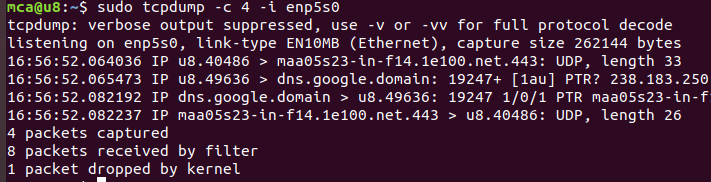 mca@u8:~$ sudo tcpdump -c 4 -i enp5s0
tcpdump: verbose output suppressed, use -v or -vv for full protocol decode
listening on enp5s0, link-type EN10MB (Ethernet), capture size 262144 bytes
16:56:52.064036 IP u8.40486 > maa05s23-in-f14.1e100.net.443: UDP, length 33
16:56:52.065473 IP u8.49636 > dns.google.domain: 19247+ [1au] PTR? 238.183.250
16:56:52.082192 IP dns.google.domain > u8.49636: 19247 1/0/1 PTR maa05s23-in-f
16:56:52.082237 IP maa05s23-in-f14.1e100.net.443 > u8.40486: UDP, length 26
4 packets captured
8 packets received by filter
1 packet dropped by kernel